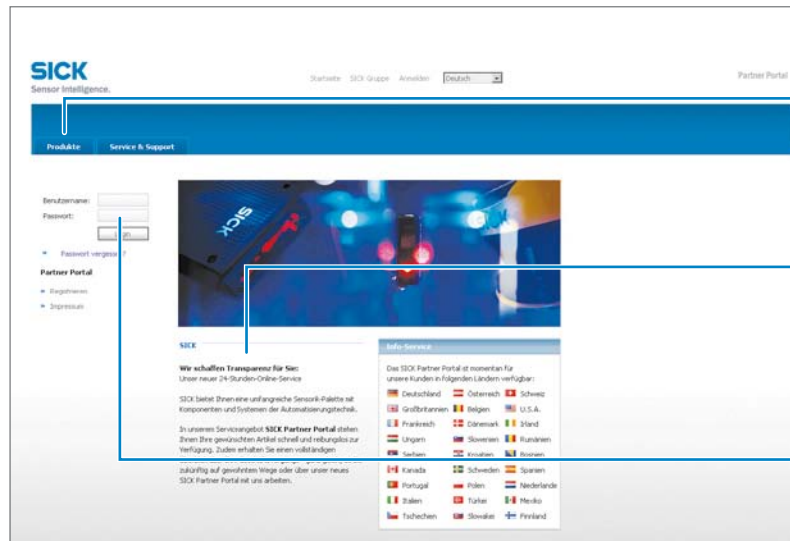 SICK
Sensor Intelligence.
Startseite SICK Gruppe Anmelden Deutsch
Partner Portal
Produkte Service & Support
Benutzername:
Passwort:
Login
Passwort vergessen?
Partner Portal
Registrieren
Impressum
SICK
SICK
SICK
Wir schaffen Transparenz für Sie:
Unser neuer 24-Stunden-Online-Service
SICK bietet Ihnen eine umfangreiche Sensorik-Palette mit
Komponenten und Systemen der Automatisierungstechnik.
In unserem Serviceangebot SICK Partner Portal stehen
Ihnen Ihre gewünschten Artikel schnell und reibungslos zur
Verfügung. Zudem erhalten Sie einen vollständigen
zukünftig auf gewohntem Wege oder über unser neues
SICK Partner Portal mit uns arbeiten.
Info-Service
Das SICK Partner Portal ist momentan für
unsere Kunden in folgenden Ländern verfügbar:
Deutschland Österreich Schweiz
Großbritannien Belgien U.S.A.
Frankreich Dänemark Irland
Ungarn Slowenien Rumänien
Serbien Kroatien Bosnien
Kanada Schweden Spanien
Portugal Polen Niederlande
Italien Türkei Mexiko
Tschechien Slowakei Finnland